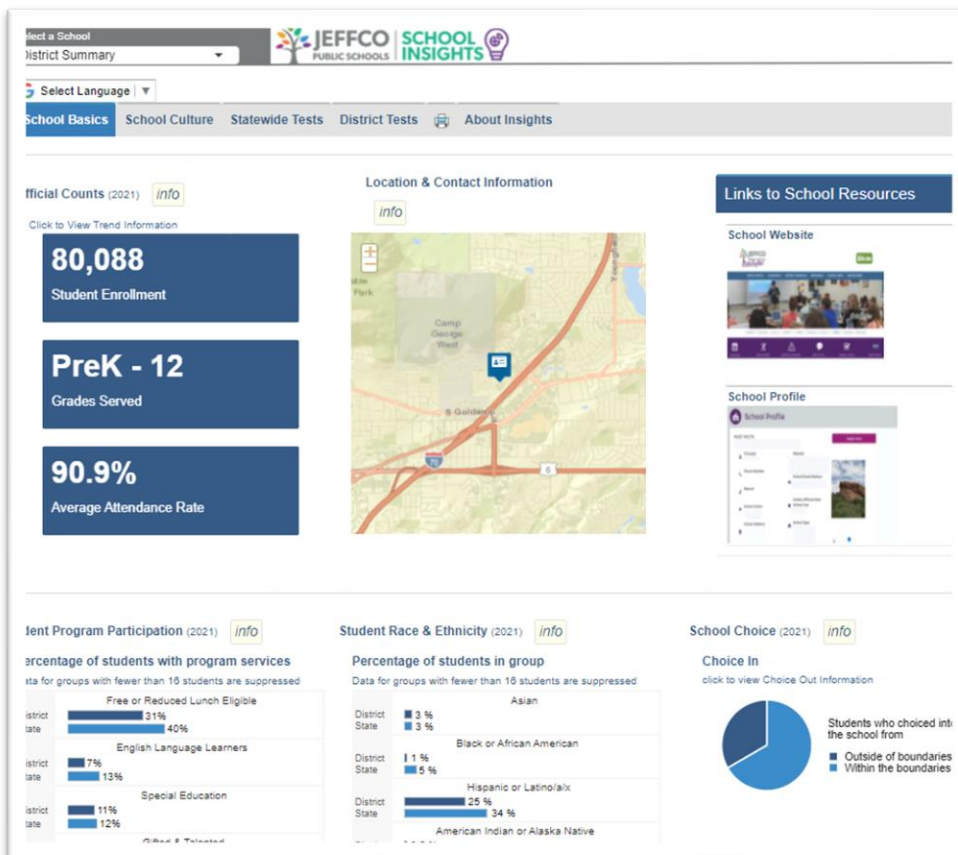 elect a School
District Summary
JEFFCO
PUBLIC SCHOOLS
SCHOOL
INSIGHTS
Select Language
School Basics School Culture Statewide Tests District Tests About Insights
fficial Counts (2021) info
Click to View Trend Information
80,088
Student Enrollment
PreK - 12
Grades Served
90.9%
Average Attendance Rate
Location & Contact Information
info
+
−
Park
Camp
George
West
S Golden
70
6
Links to School Resources
School Website
School Profile
School Profile
dent Program Participation (2021) info
ercentage of students with program services
ata for groups with fewer than 16 students are suppressed
Free or Reduced Lunch Eligible
istrict 31%
tate 40%
English Language Learners
istrict 7%
tate 13%
Special Education
istrict 11%
tate 12%
Gifted & Talented
Student Race & Ethnicity (2021) info
Percentage of students in group
Data for groups with fewer than 16 students are suppressed
Asian
District 3 %
State 3 %
Black or African American
District 1 %
State 5 %
Hispanic or Latino/a/x
District 25 %
State 34 %
American Indian or Alaska Native
School Choice (2021) info
Choice In
click to view Choice Out Information
Students who choiced int
the school from
Outside of boundaries
Within the boundaries